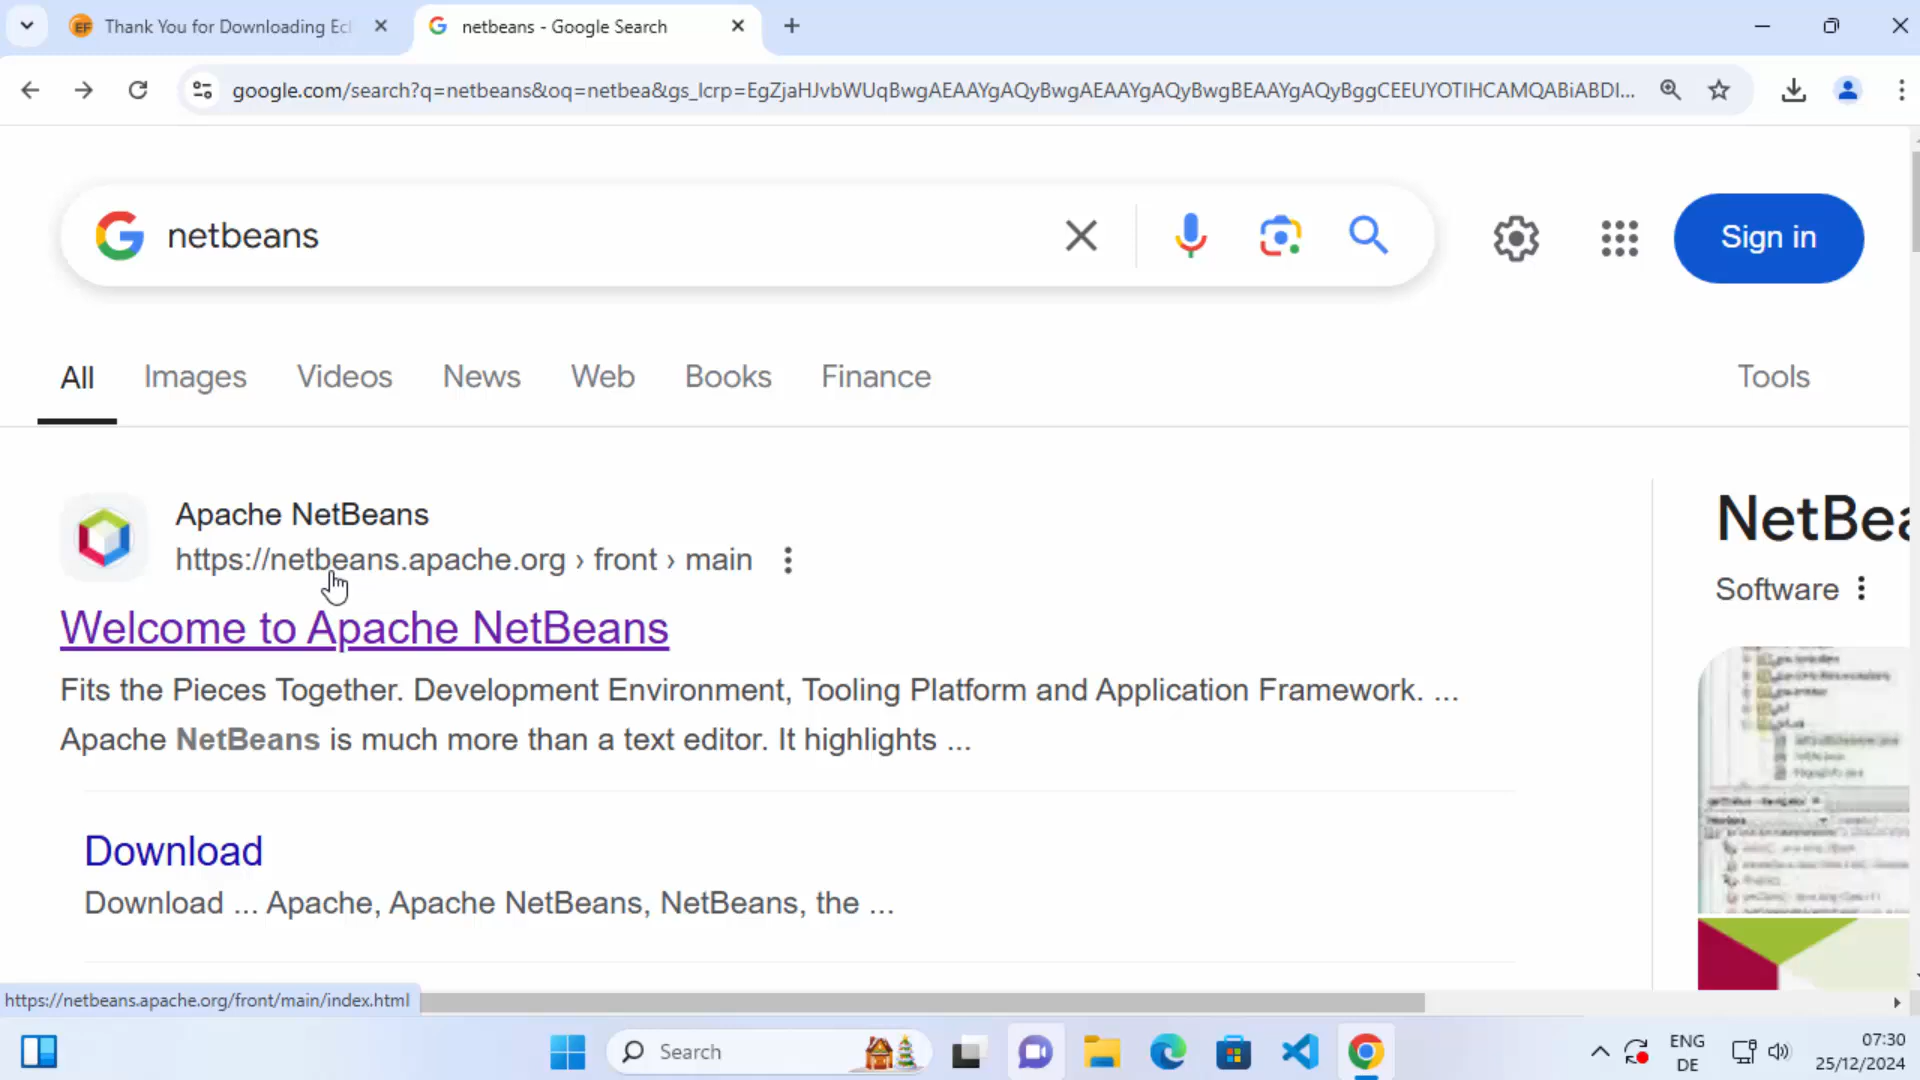 Thank You for Downloading Ecl
netbeans - Google Search
google.com/search?q=netbeans&oq=netbea&gs_lcrp=EgZjaHJvbWUqBwgAEAAYgAQyBwgAEAAYgAQyBwgBEAAYgAQyBggCEEUYOTIHCAMQABiABDI...
netbeans
Sign in
All Images Videos News Web Books Finance Tools
Apache NetBeans
https://netbeans.apache.org › front › main
Welcome to Apache NetBeans
Fits the Pieces Together. Development Environment, Tooling Platform and Application Framework. ...
Apache NetBeans is much more than a text editor. It highlights ...
Download
Download ... Apache, Apache NetBeans, NetBeans, the ...
NetBea
Software
https://netbeans.apache.org/front/main/index.html
Search
ENG
DE
07:30
25/12/2024